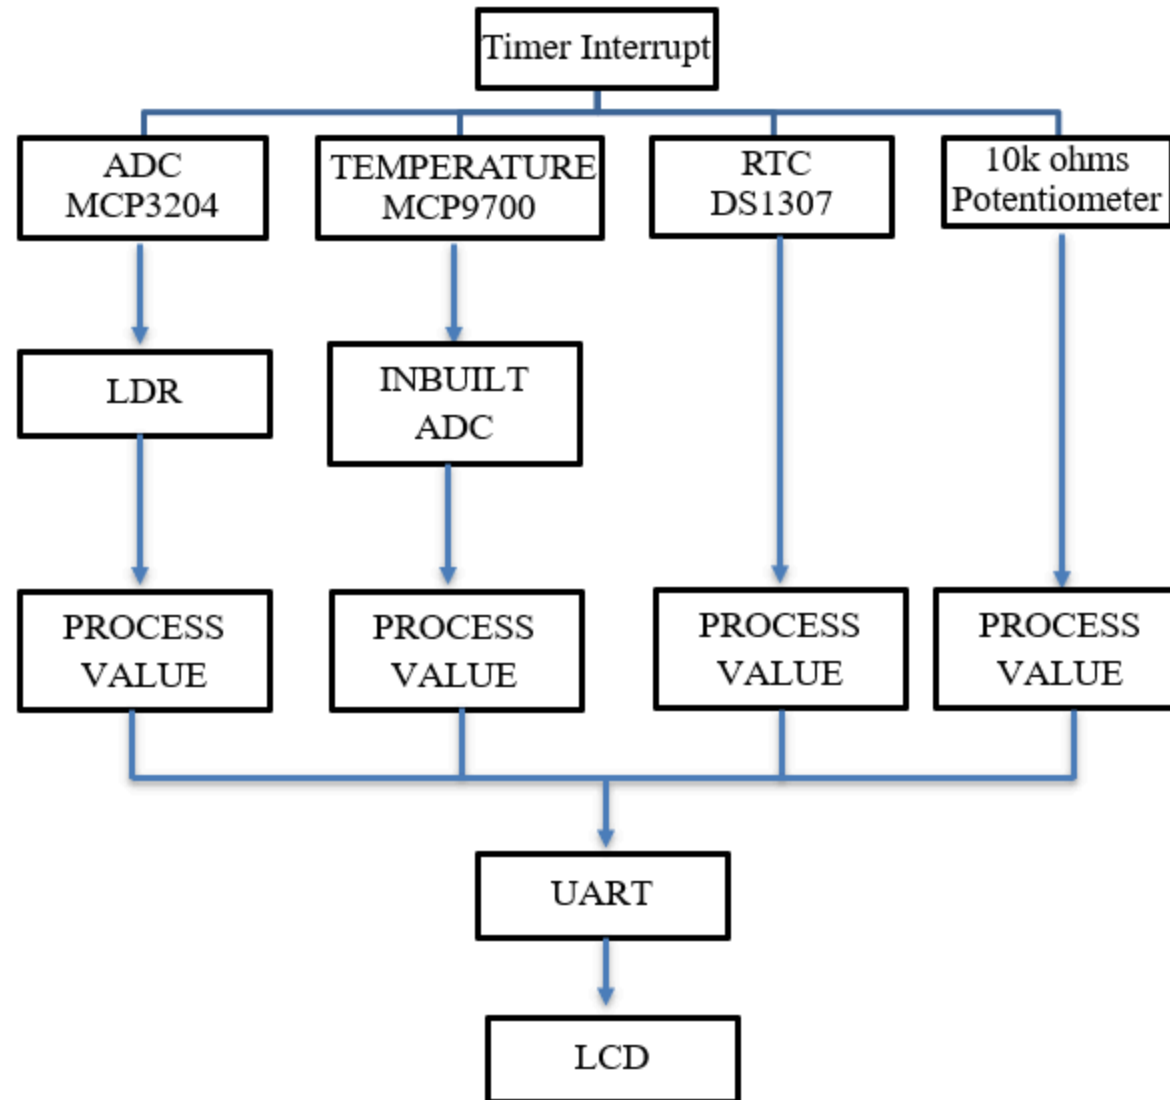 Timer Interrupt
ADC
MCP3204
TEMPERATURE
MCP9700
RTC
DS1307
10k ohms
Potentiometer
LDR
INBUILT
ADC
PROCESS
VALUE
PROCESS
VALUE
PROCESS
VALUE
PROCESS
VALUE
UART
LCD